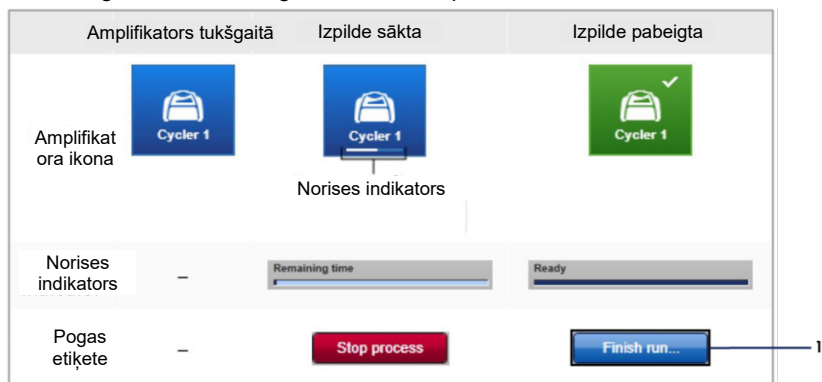 Amplifikators tukšgaitā Izpilde sākta Izpilde pabeigta
Cycler 1 Cycler 1 Cycler 1
Amplifikat
ora ikona
Norises indikators
Norises
indikators
–
Remaining time
Ready
Pogas
etiķete
–
Stop process
Finish run...
1